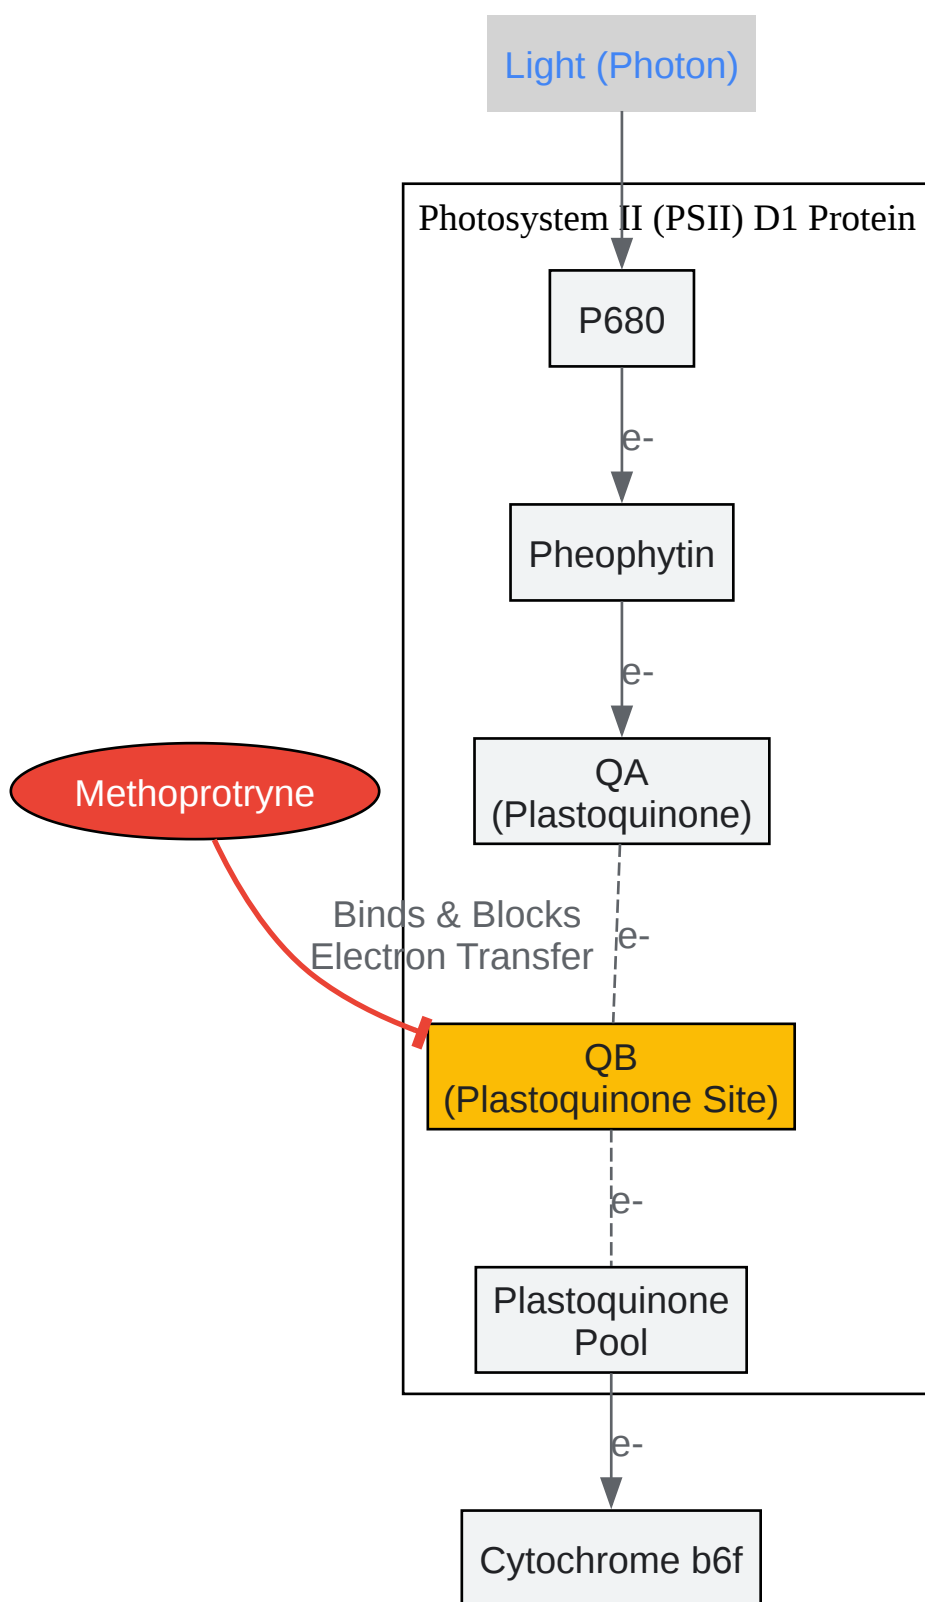 Light (Photon)
Photosystem II (PSII) D1 Protein
P680
e-
Pheophytin
e-
QA
(Plastoquinone)
Methoprotryne
Binds & Blocks
Electron Transfer
e-
QB
(Plastoquinone Site)
e-
Plastoquinone
Pool
e-
Cytochrome b6f